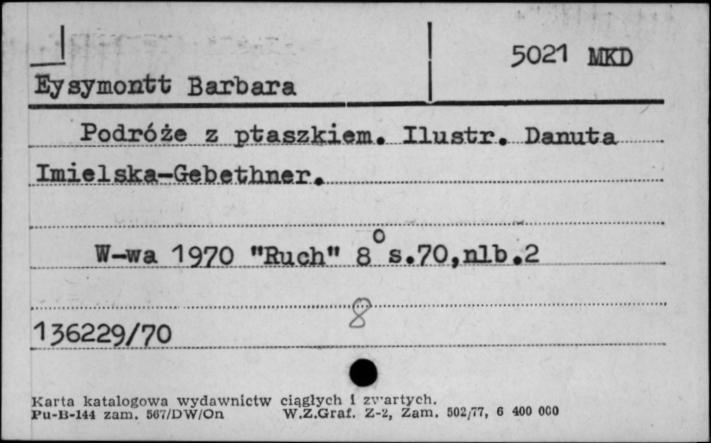 5021 MKD
Eysymontt Barbara
Podróże z ptaszkiem. Ilustr. Danuta
Imielska-Gebethner.
W-wa 1970 "Ruch" 8° s.70,nlb.2
8
136229/70
Karta katalogowa wydawnictw ciągłych i zwartych.
Pu-B-144 zam. 567/DW/On W.Z.Graf. Z-2, Zam. 502/77, 6 400 000